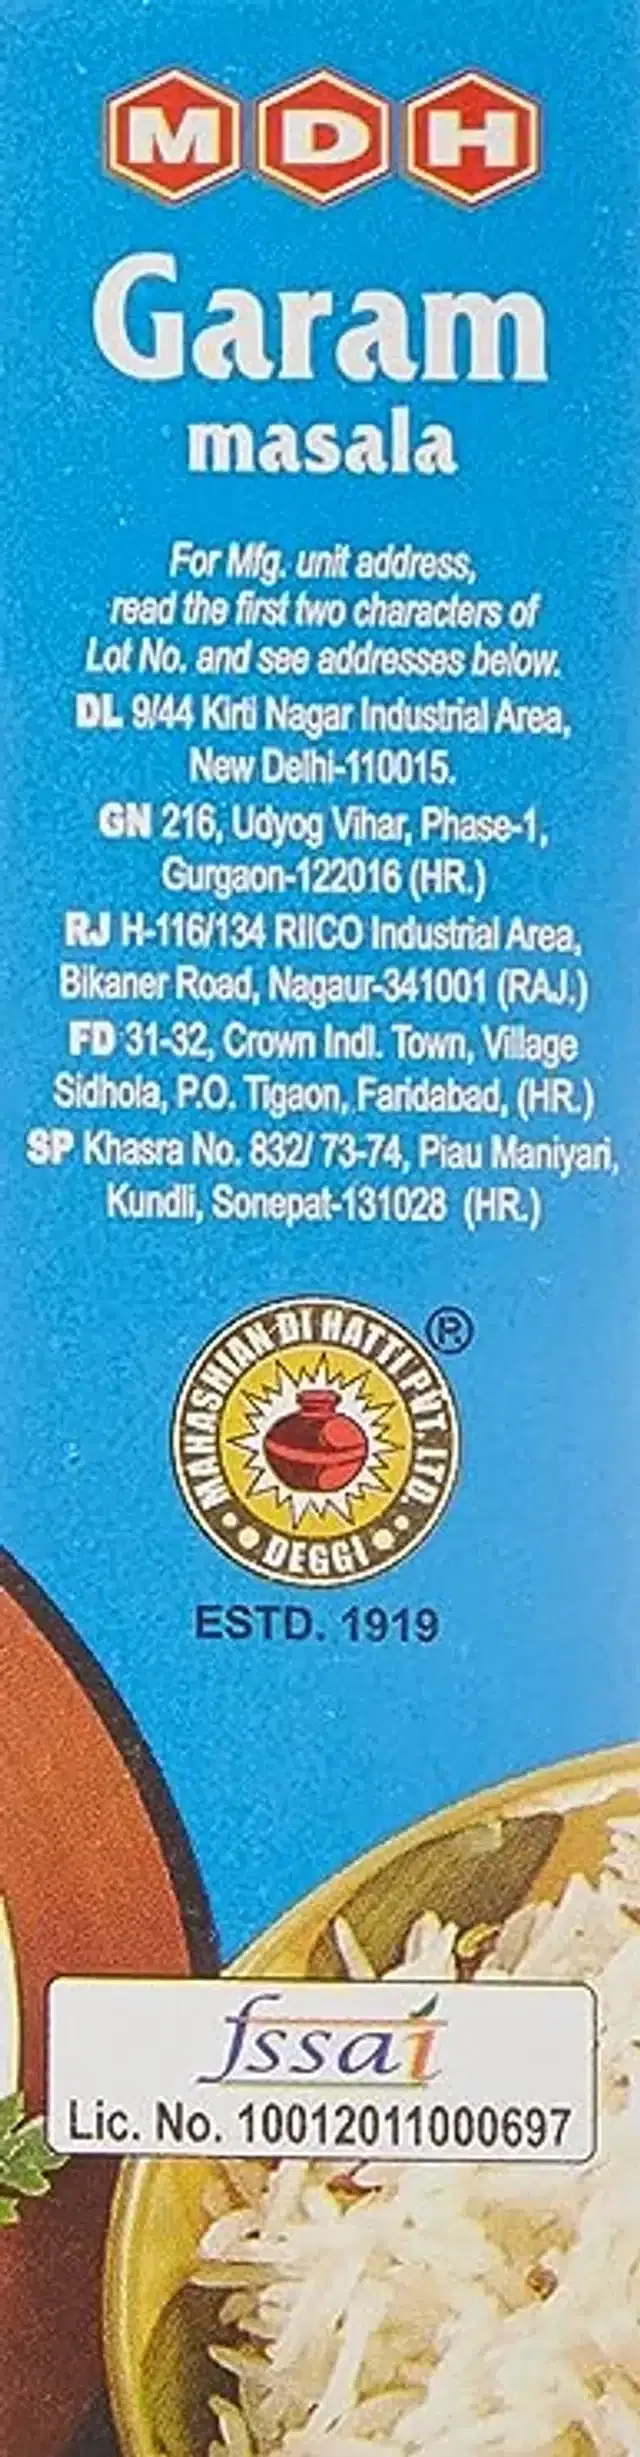 MDH
Garam
masala
For Mfg. unit address,
read the first two characters of
Lot No. and see addresses below.
DL 9/44 Kirti Nagar Industrial Area,
New Delhi-110015.
GN 216, Udyog Vihar, Phase-1,
Gurgaon-122016 (HR.)
RJ H-116/134 RIICO Industrial Area,
Bikaner Road, Nagaur-341001 (RAJ.)
FD 31-32, Crown Indl. Town, Village
Sidhola, P.O. Tigaon, Faridabad, (HR.)
SP Khasra No. 832/ 73-74, Piau Maniyari,
Kundli, Sonepat-131028 (HR.)
MAHASHIAN DI HATTI PVT. LTD. ®
DEGGI
ESTD. 1919
fssai
Lic. No. 10012011000697